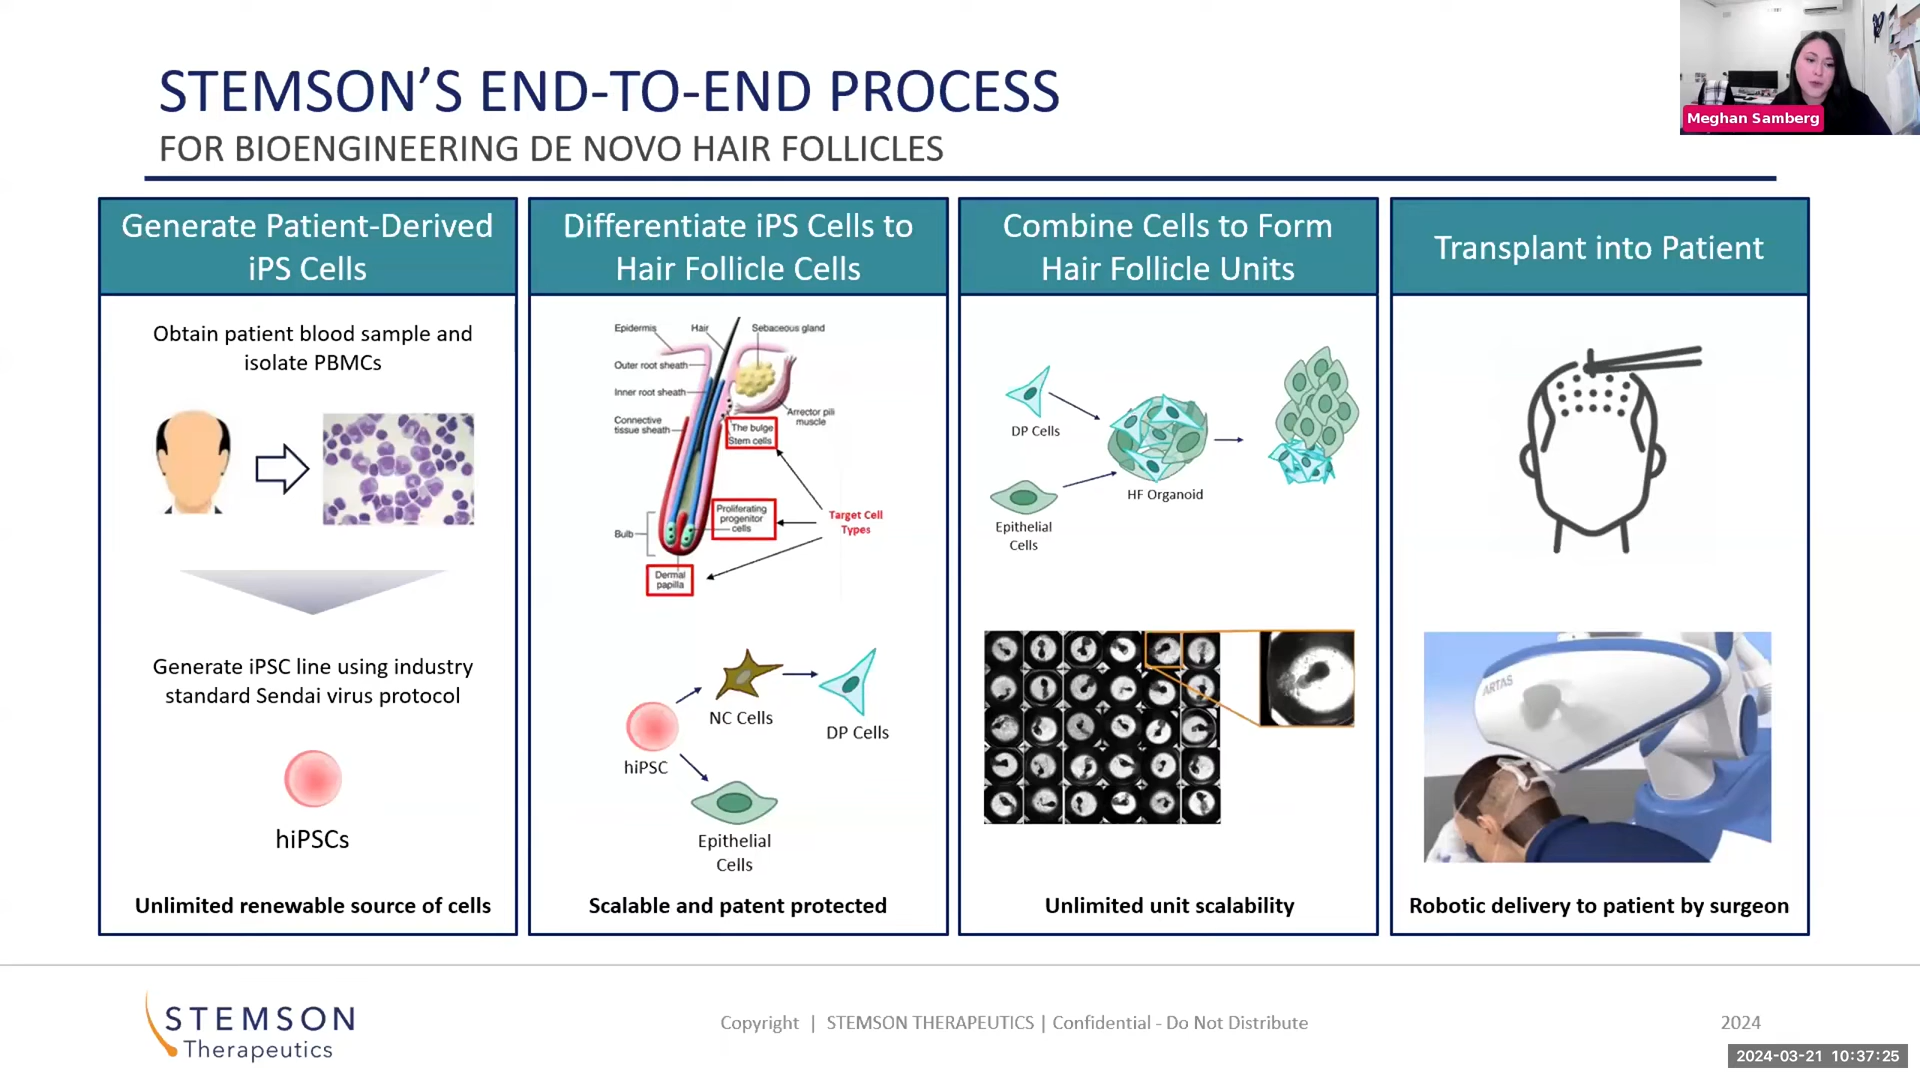 STEMSON'S END-TO-END PROCESS
FOR BIOENGINEERING DE NOVO HAIR FOLLICLES
Meghan Samberg
Generate Patient-Derived
iPS Cells
Obtain patient blood sample and
isolate PBMCs
Generate iPSC line using industry
standard Sendai virus protocol
hiPSCs
Unlimited renewable source of cells
Differentiate iPS Cells to
Hair Follicle Cells
Epidermis
Hair
Sebaceous gland
Outer root sheath
Inner root sheath
Connective
tissue sheath
Arrector pili
muscle
The bulge
Stem cells
Proliferating
progenitor
cells
Target Cell
Types
Bulb
Dermal
papilla
NC Cells
DP Cells
hiPSC
Epithelial
Cells
Scalable and patent protected
Combine Cells to Form
Hair Follicle Units
DP Cells
HF Organoid
Epithelial
Cells
Unlimited unit scalability
Transplant into Patient
ARTAS
Robotic delivery to patient by surgeon
STEMSON
Therapeutics
Copyright | STEMSON THERAPEUTICS | Confidential - Do Not Distribute
2024
2024-03-21 10:37:25